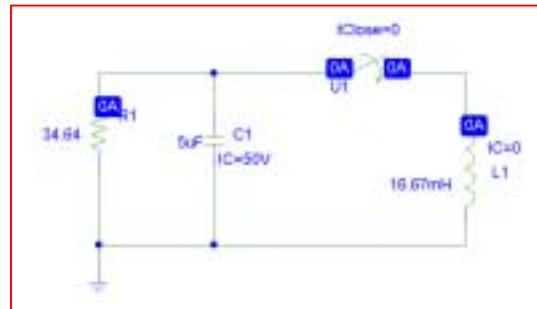 tClose=0
0A
0A
U1
0A
R1
34.64
5uF
C1
IC=50V
0A
IC=0
L1
16.67mH